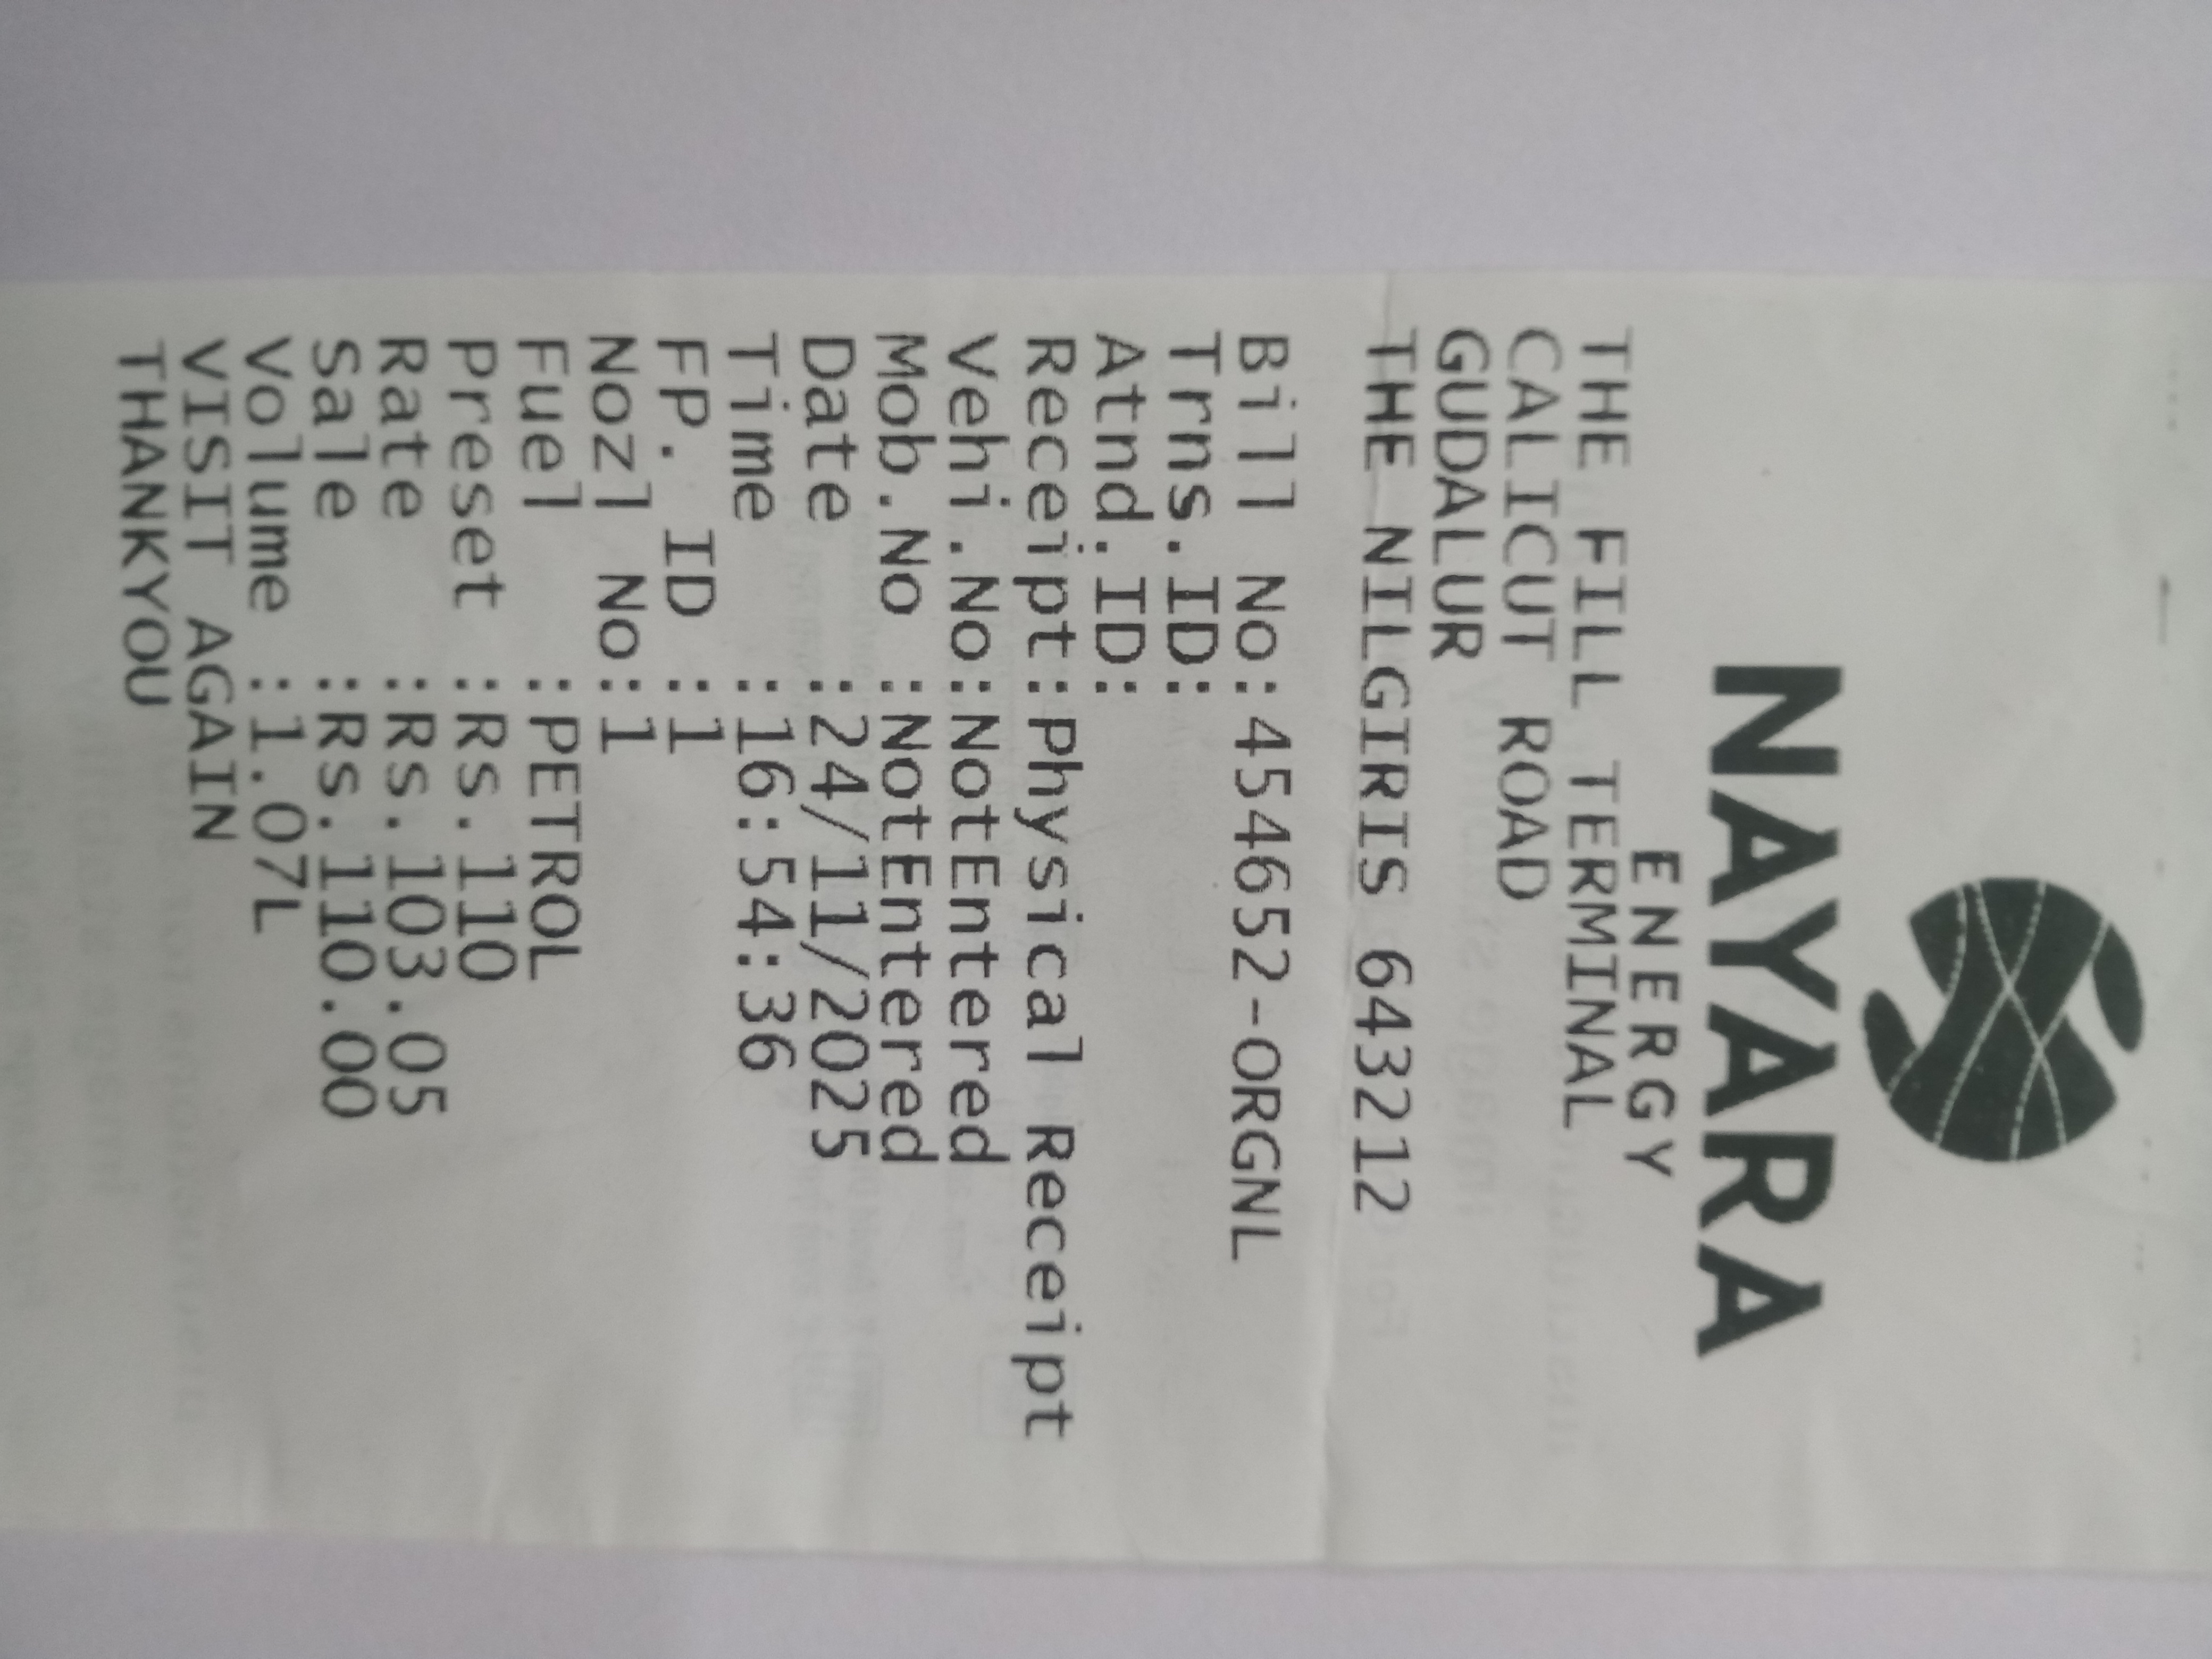 NAYARA
ENERGY
THE FILL TERMINAL
CALICUT ROAD
GUDALUR
THE NILGIRIS 643212
Bill No:454652-ORGNL
Trns.ID:
Atnd.ID:
Receipt:Physical Receipt
Vehi.No:NotEntered
Mob.No :NotEntered
Date :24/11/2025
Time :16:54:36
FP. ID :1
Nozl No:1
Fuel :PETROL
Preset :Rs.110
Rate :Rs.103.05
Sale :Rs.110.00
Volume :1.07L
VISIT AGAIN
THANKYOU